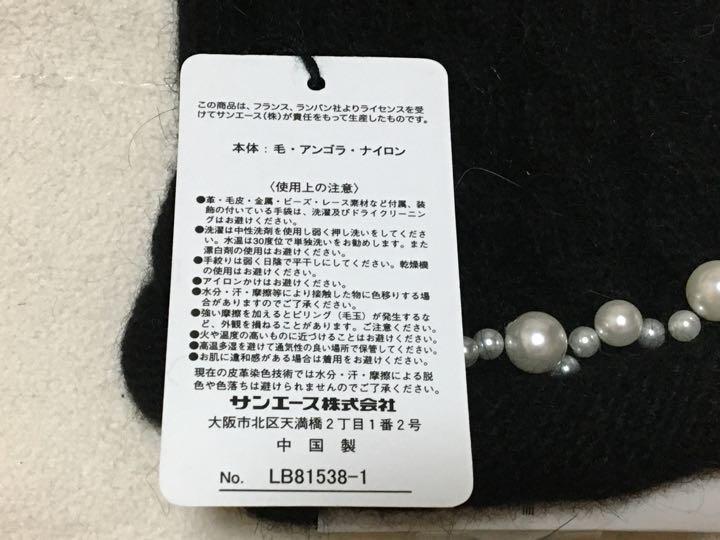 この商品は、フランス、ランバン社よりライセンスを受
けてサンエース(株)が責任をもって生産したものです。
本体：毛・アンゴラ・ナイロン
〈使用上の注意〉
●革・毛皮・金属・ビーズ・レース素材など付属、装
飾の付いている手袋は、洗濯及びドライクリーニン
グはお避けください。
●洗濯は中性洗剤を使用し弱く押し洗いをしてくださ
い。水温は30度位で単独洗いをお勧めします。また
漂白剤の使用はお避けください。
●手絞りは弱く日陰で平干しにしてください。乾燥機
の使用はお避けください。
●アイロンかけはお避けください。
●水分・汗・摩擦等により接触した物に色移りする場
合がありますのでご了承ください。
●強い摩擦を加えるとピリング（毛玉）が発生するな
ど、外観を損ねることがあります。ご注意ください。
●火や温度の高いものに近づけることはお避けください。
●高温多湿を避けて通気性の良い場所で保管してください。
●お肌に違和感がある場合は着用をお避けください。
現在の皮革染色技術では水分・汗・摩擦による脱
色や色落ちは避けられませんのでご了承ください。
サンエース株式会社
大阪市北区天満橋2丁目1番2号
中国製
No. LB81538-1